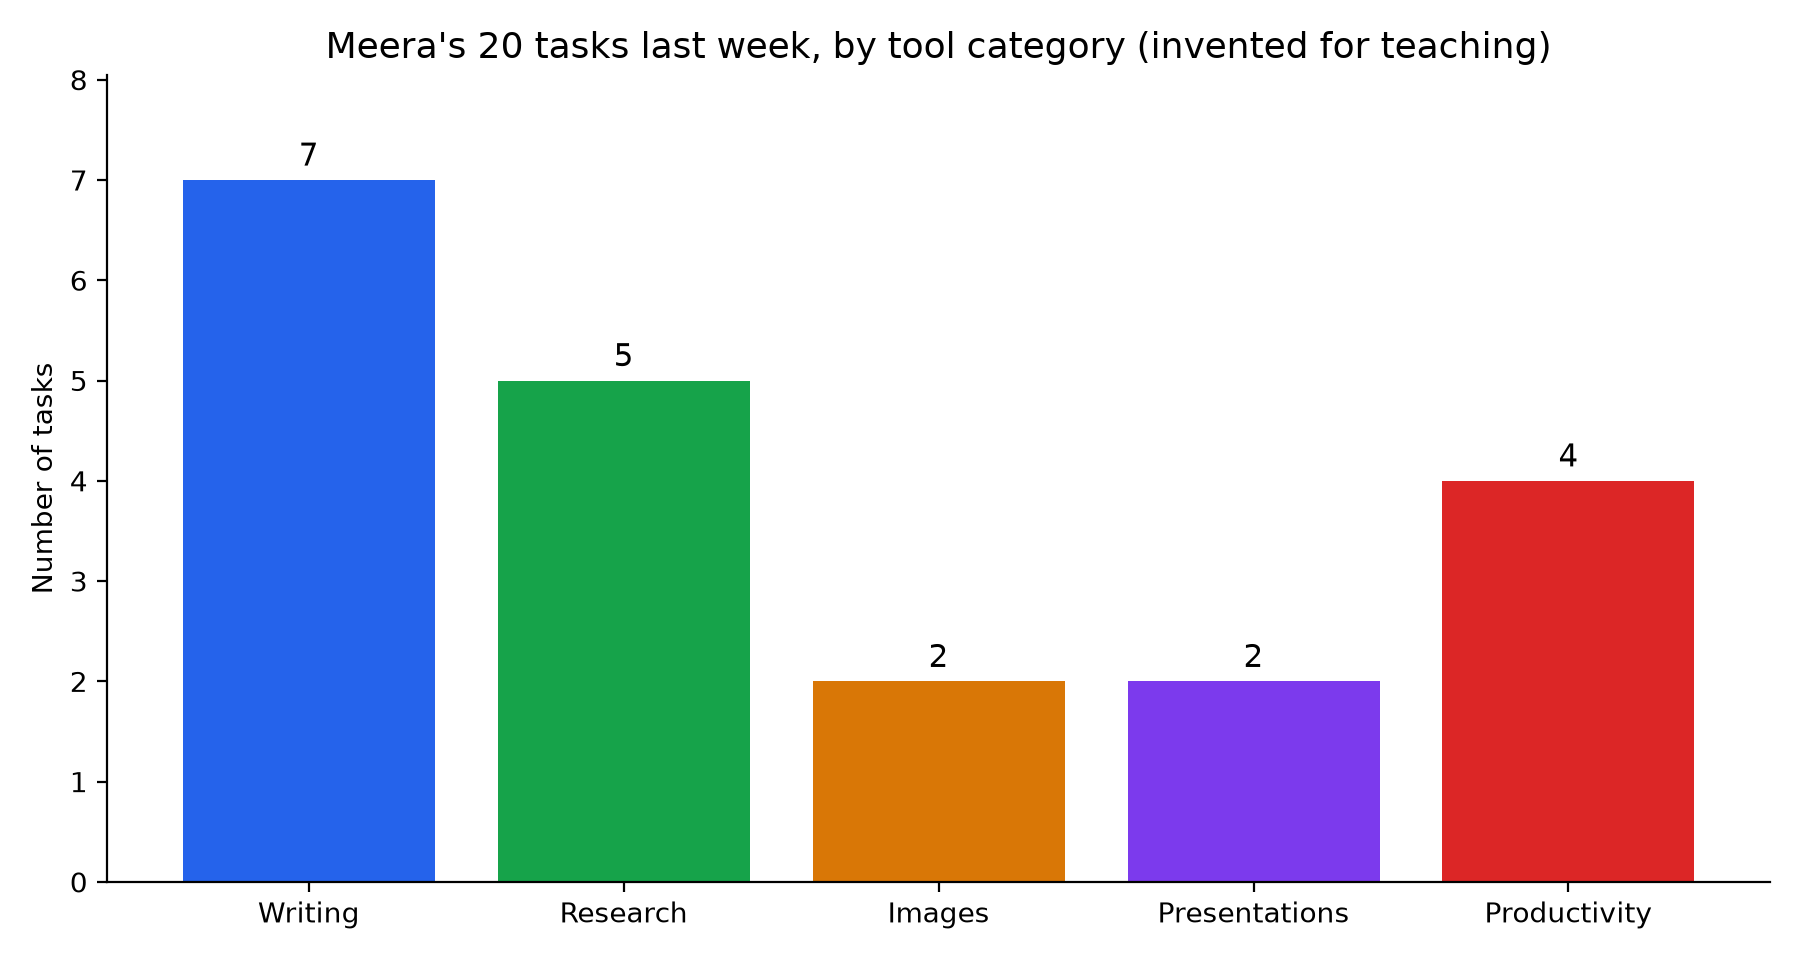 Meera's 20 tasks last week, by tool category (invented for teaching)
Number of tasks
8
7
6
5
4
3
2
1
0
7
5
2
2
4
Writing
Research
Images
Presentations
Productivity